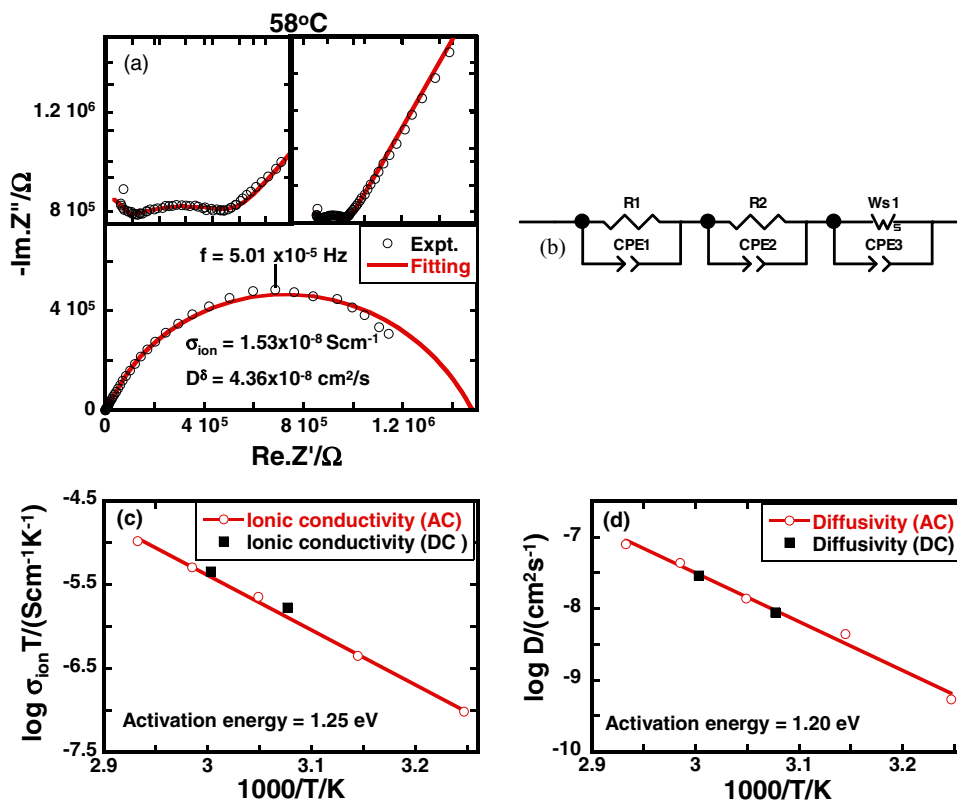 58ºC
(a)
1.2 10⁶
8 10⁵
4 10⁵
0
-Im.Z"/Ω
f = 5.01 x10⁻⁵ Hz
Expt.
Fitting
σion = 1.53x10⁻⁸ Scm⁻¹
Dᵟ = 4.36x10⁻⁸ cm²/s
0 4 10⁵ 8 10⁵ 1.2 10⁶
Re.Z'/Ω
(b)
R1 R2 Ws1
CPE1 CPE2 CPE3
(c)
-4.5
-5.5
-6.5
-7.5
log σionT/(Scm⁻¹K⁻¹)
Ionic conductivity (AC)
Ionic conductivity (DC )
Activation energy = 1.25 eV
2.9 3 3.1 3.2
1000/T/K
(d)
-7
-8
-9
-10
log D/(cm²s⁻¹)
Diffusivity (AC)
Diffusivity (DC)
Activation energy = 1.20 eV
2.9 3 3.1 3.2
1000/T/K